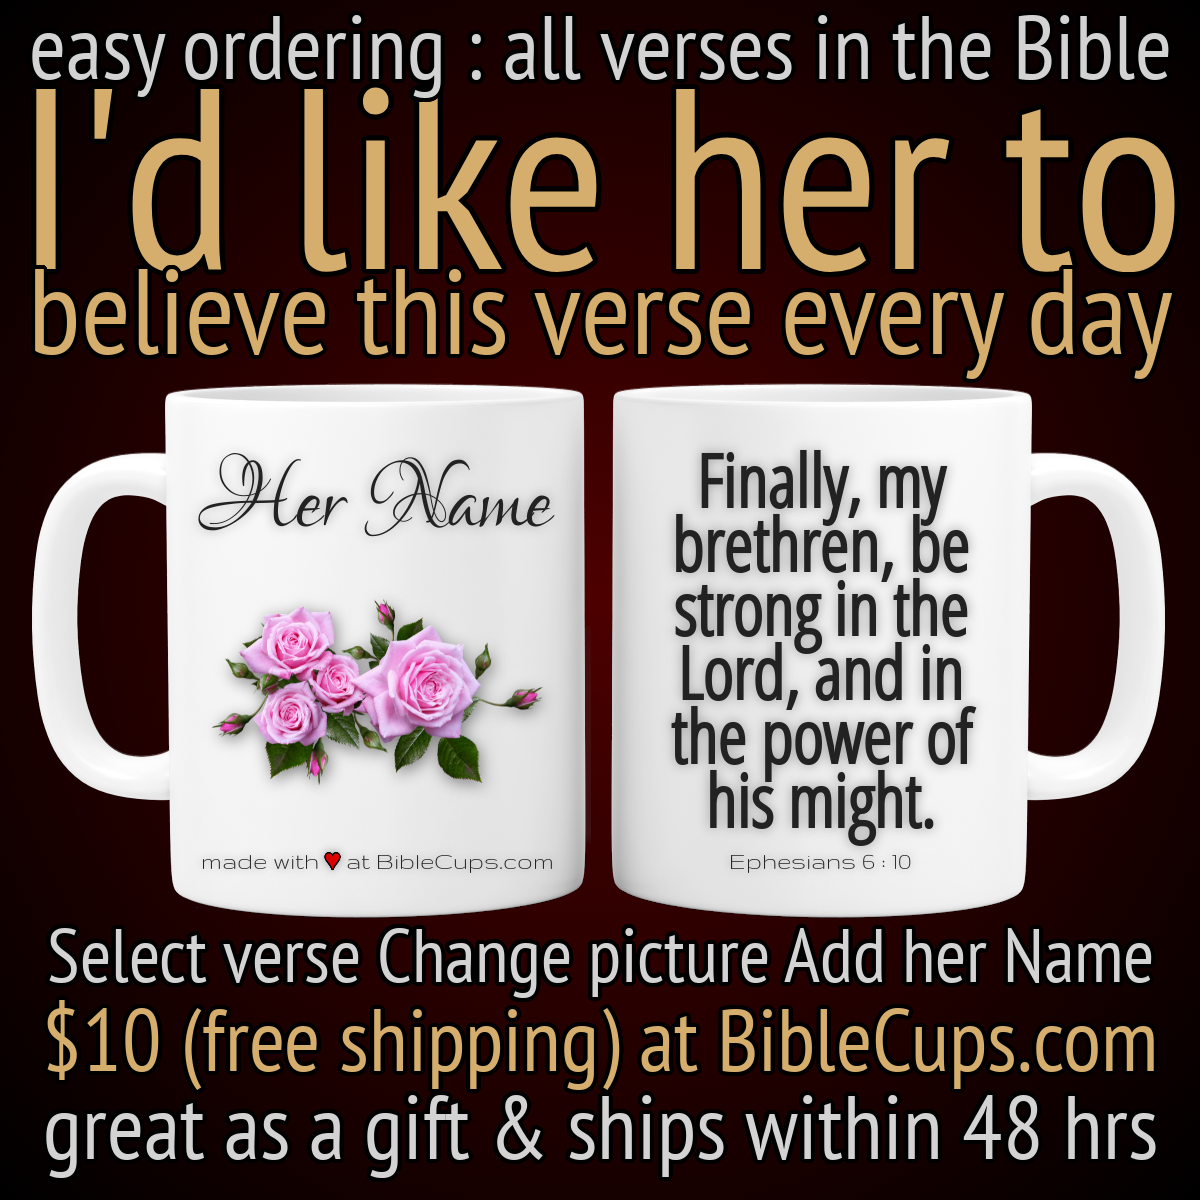 easy ordering : all verses in the Bible
I'd like her to
believe this verse every day
Her Name
made with at BibleCups.com
Finally, my
brethren, be
strong in the
Lord, and in
the power of
his might.
Ephesians 6 : 10
Select verse Change picture Add her Name
$10 (free shipping) at BibleCups.com
great as a gift & ships within 48 hrs